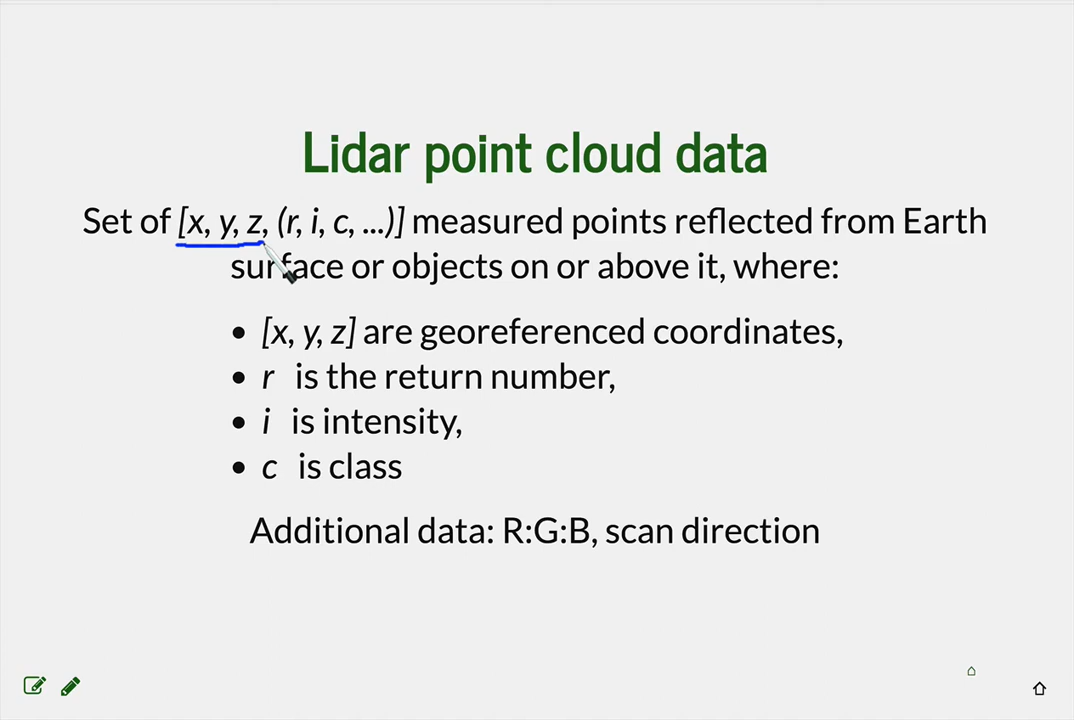 Lidar point cloud data
Set of [x, y, z, (r, i, c, ...)] measured points reflected from Earth
surface or objects on or above it, where:
• [x, y, z] are georeferenced coordinates,
• r is the return number,
• i is intensity,
• c is class
Additional data: R:G:B, scan direction